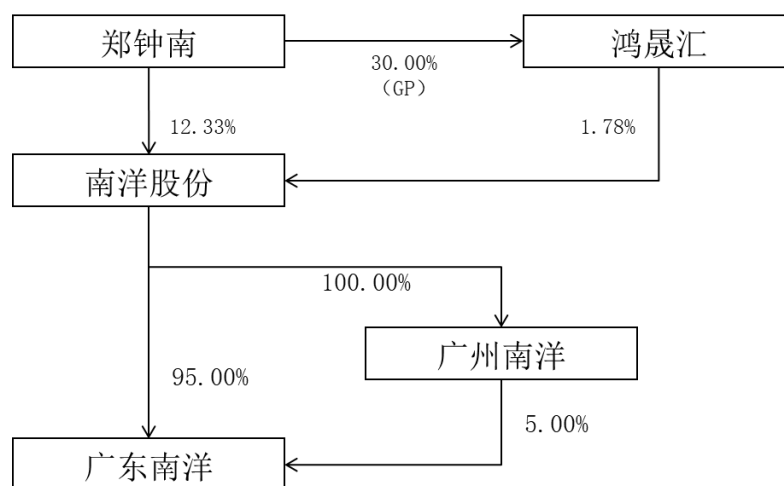 郑钟南
鸿晟汇
30.00%
（GP）
12.33%
1.78%
南洋股份
100.00%
广州南洋
95.00%
5.00%
广东南洋